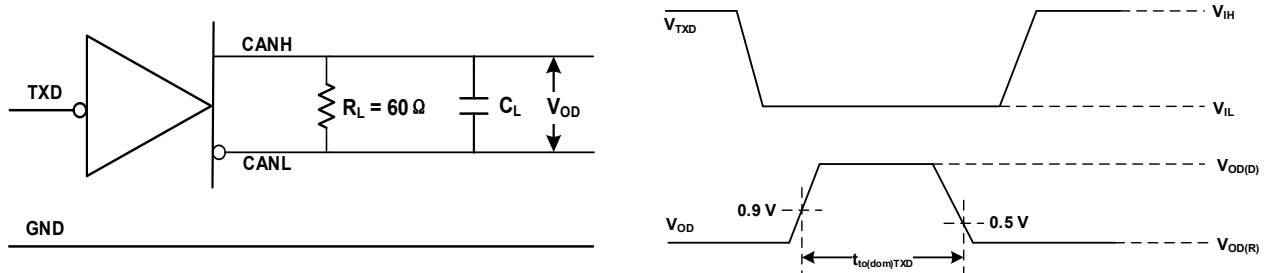 CANH
TXD
R_L = 60 Ω
C_L
V_OD
CANL
GND
V_TXD
V_IH
V_IL
V_OD(D)
0.9 V
0.5 V
V_OD
V_OD(R)
t_to(dom)TXD